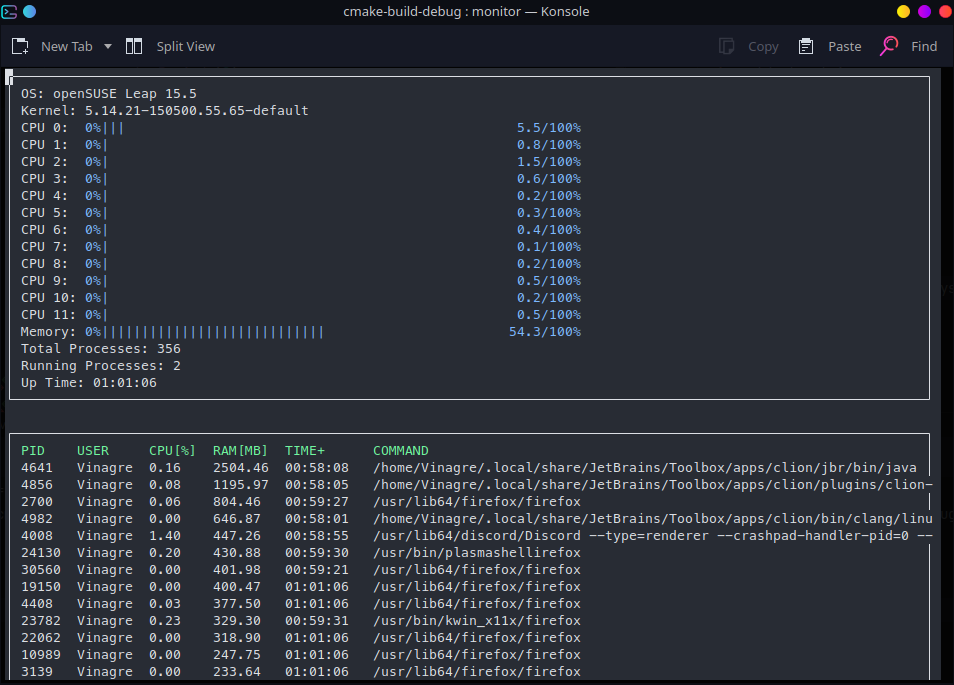 cmake-build-debug : monitor — Konsole
New Tab Split View Copy Paste Find
OS: openSUSE Leap 15.5
Kernel: 5.14.21-150500.55.65-default
CPU 0: 0%||| 5.5/100%
CPU 1: 0%| 0.8/100%
CPU 2: 0%| 1.5/100%
CPU 3: 0%| 0.6/100%
CPU 4: 0%| 0.2/100%
CPU 5: 0%| 0.3/100%
CPU 6: 0%| 0.4/100%
CPU 7: 0%| 0.1/100%
CPU 8: 0%| 0.2/100%
CPU 9: 0%| 0.5/100%
CPU 10: 0%| 0.2/100%
CPU 11: 0%| 0.5/100%
Memory: 0%|||||||||||||||||||||||||||| 54.3/100%
Total Processes: 356
Running Processes: 2
Up Time: 01:01:06
PID USER CPU[%] RAM[MB] TIME+ COMMAND
4641 Vinagre 0.16 2504.46 00:58:08 /home/Vinagre/.local/share/JetBrains/Toolbox/apps/clion/jbr/bin/java
4856 Vinagre 0.08 1195.97 00:58:05 /home/Vinagre/.local/share/JetBrains/Toolbox/apps/clion/plugins/clion-
2700 Vinagre 0.06 804.46 00:59:27 /usr/lib64/firefox/firefox
4982 Vinagre 0.00 646.87 00:58:01 /home/Vinagre/.local/share/JetBrains/Toolbox/apps/clion/bin/clang/linu
4008 Vinagre 1.40 447.26 00:58:55 /usr/lib64/discord/Discord --type=renderer --crashpad-handler-pid=0 --
24130 Vinagre 0.20 430.88 00:59:30 /usr/bin/plasmashellirefox
30560 Vinagre 0.00 401.98 00:59:21 /usr/lib64/firefox/firefox
19150 Vinagre 0.00 400.47 01:01:06 /usr/lib64/firefox/firefox
4408 Vinagre 0.03 377.50 01:01:06 /usr/lib64/firefox/firefox
23782 Vinagre 0.23 329.30 00:59:31 /usr/bin/kwin_x11x/firefox
22062 Vinagre 0.00 318.90 01:01:06 /usr/lib64/firefox/firefox
10989 Vinagre 0.00 247.75 01:01:06 /usr/lib64/firefox/firefox
3139 Vinagre 0.00 233.64 01:01:06 /usr/lib64/firefox/firefox